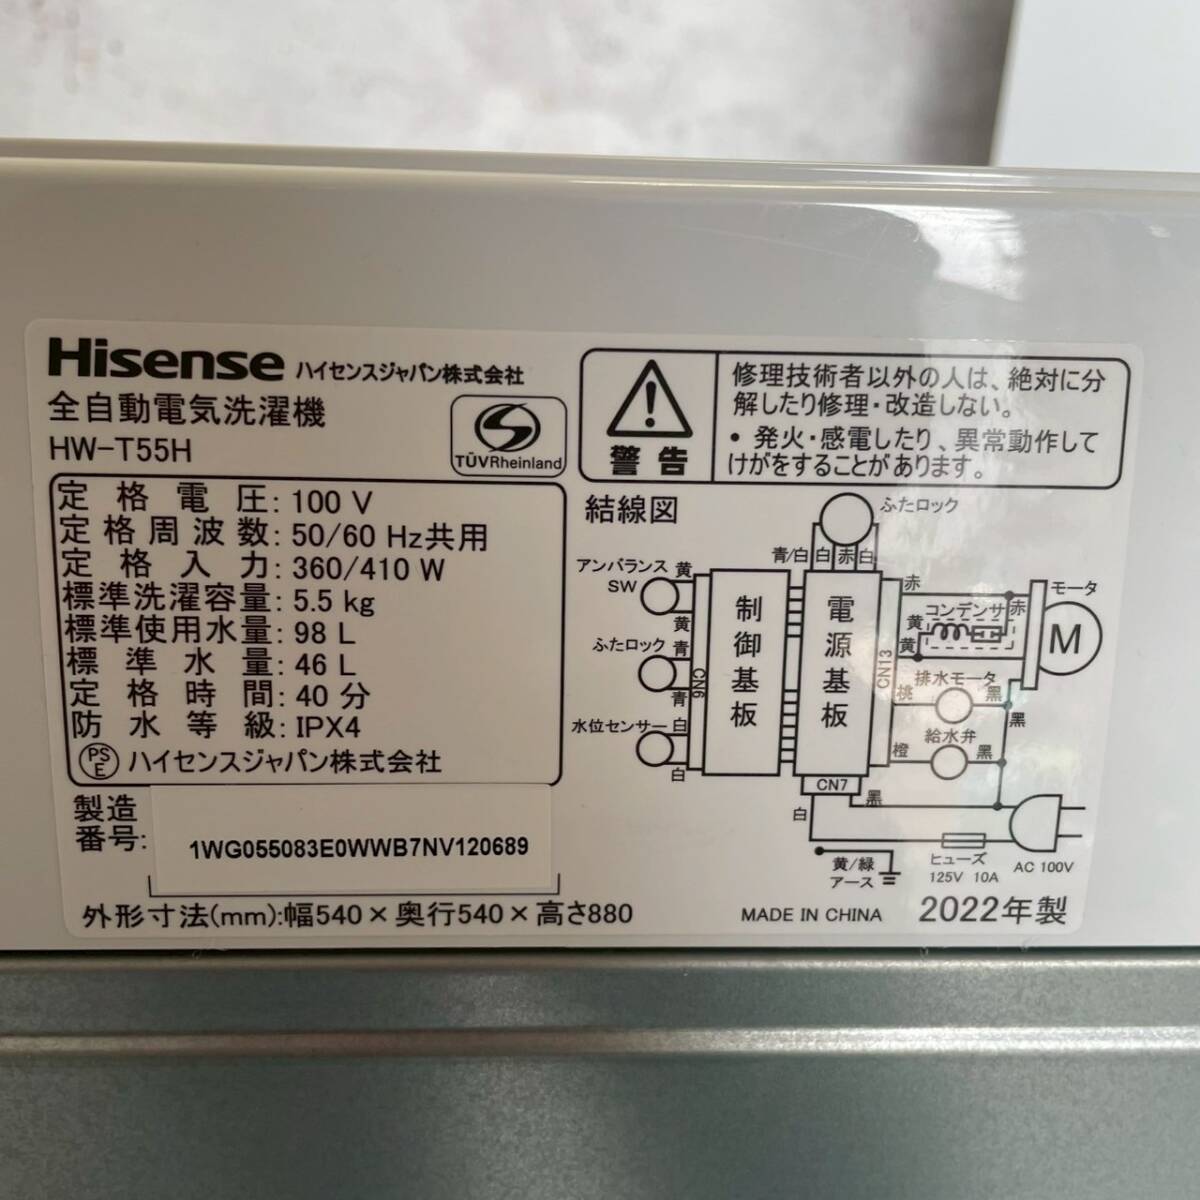 Hisense ハイセンスジャパン株式会社
全自動電気洗濯機
HW-T55H
TÜVRheinland
定格電圧: 100 V
定格周波数: 50/60 Hz共用
定格入力: 360/410 W
標準洗濯容量: 5.5 kg
標準使用水量: 98 L
標準水量: 46 L
定格時間: 40 分
防水等級: IPX4
PSE ハイセンスジャパン株式会社
製造
番号:
1WG055083E0WWB7NV120689
外形寸法(mm):幅540×奥行540×高さ880
警告
修理技術者以外の人は、絶対に分
解したり修理・改造しない。
・発火・感電したり、異常動作して
けがをすることがあります。
結線図
ふたロック
青/白 白 赤 白
アンバランス
SW
黄
黄
ふたロック
青
青
水位センサー
白
白
CN6
制御基板
電源基板
CN13
CN7
赤
コンデンサ
赤
黄
黄
モータ
M
排水モータ
桃
黒
黒
給水弁
橙
黒
白
黒
黄/緑
アース
ヒューズ
125V 10A
AC 100V
MADE IN CHINA
2022年製